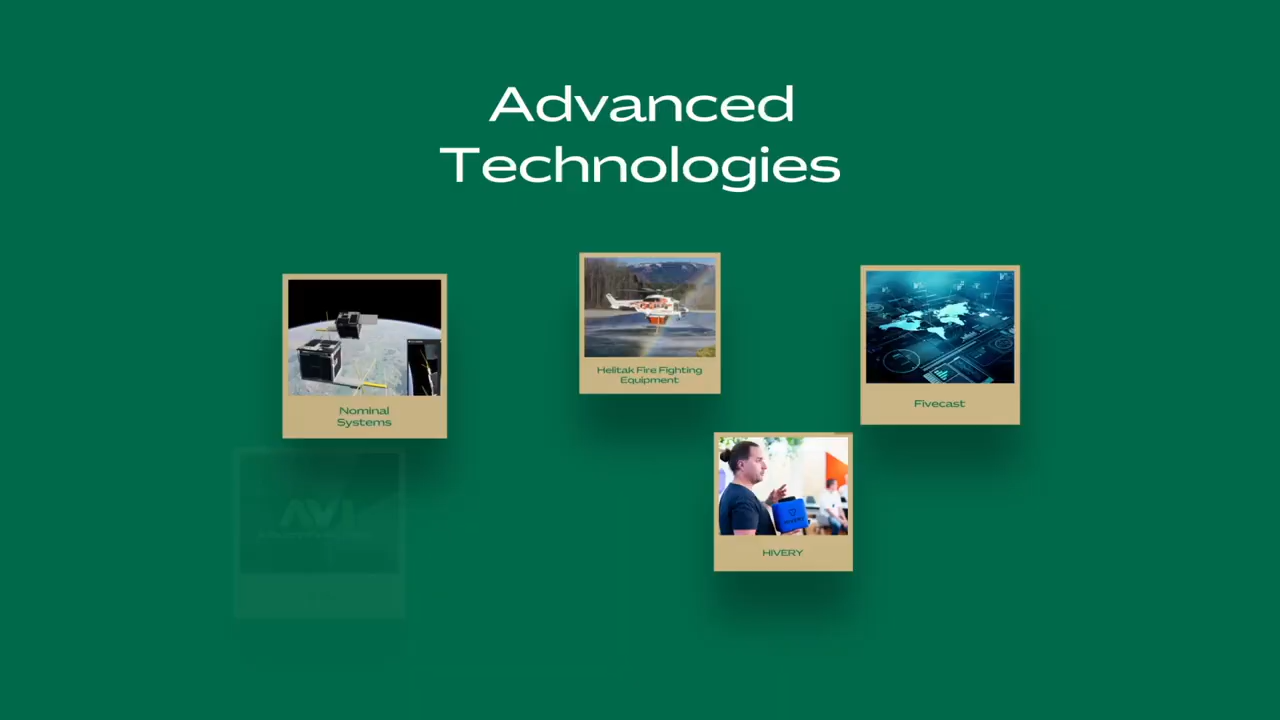 Advanced
Technologies
Helitak Fire Fighting
Equipment
Fivecast
Nominal
Systems
HIVERY